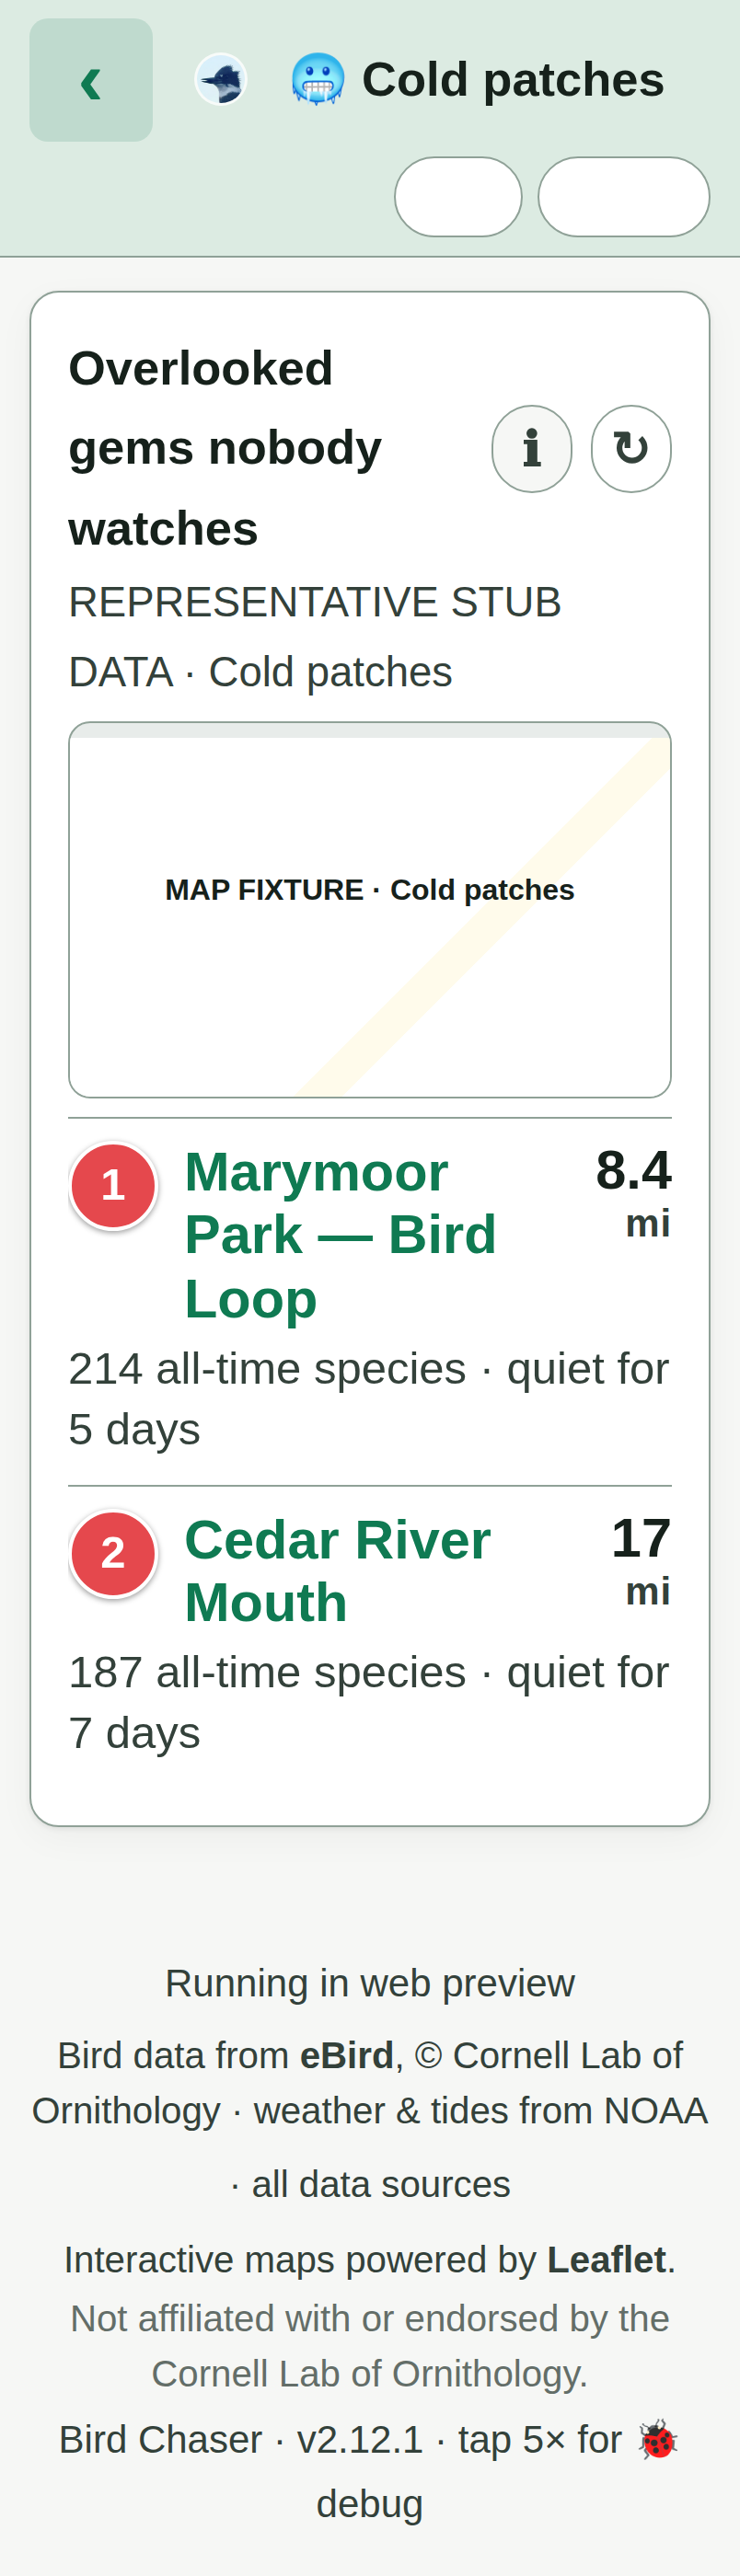 ‹ 🥶 Cold patches
Overlooked
gems nobody
watches
ℹ ↻
REPRESENTATIVE STUB
DATA · Cold patches
MAP FIXTURE · Cold patches
1 Marymoor
Park — Bird
Loop
8.4
mi
214 all-time species · quiet for
5 days
2 Cedar River
Mouth
17
mi
187 all-time species · quiet for
7 days
Running in web preview
Bird data from eBird, © Cornell Lab of
Ornithology · weather & tides from NOAA
· all data sources
Interactive maps powered by Leaflet.
Not affiliated with or endorsed by the
Cornell Lab of Ornithology.
Bird Chaser · v2.12.1 · tap 5× for 🐞
debug